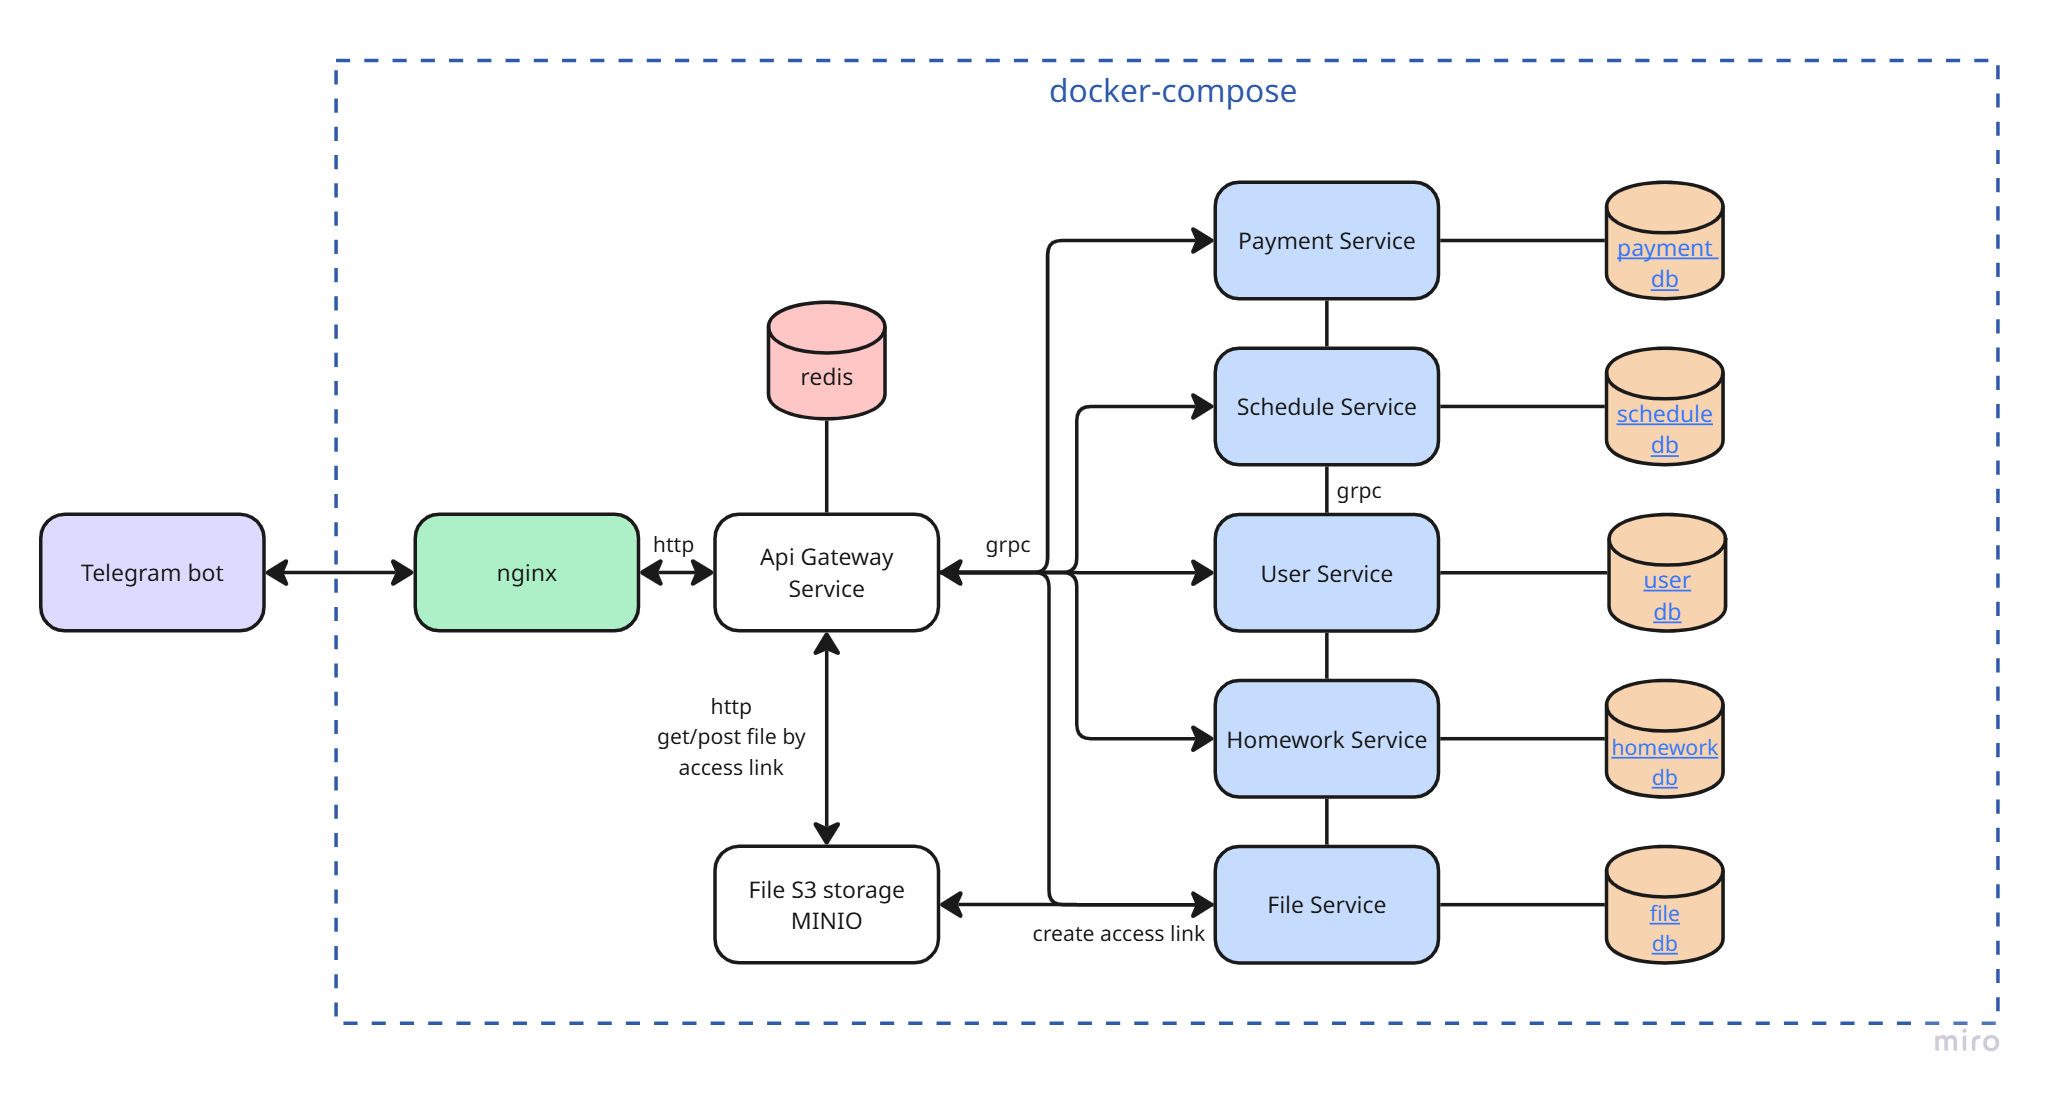 docker-compose
Payment Service
payment
db
redis
Schedule Service
schedule
db
grpc
Telegram bot
nginx
http
Api Gateway
Service
grpc
User Service
user
db
http
get/post file by
access link
Homework Service
homework
db
File S3 storage
MINIO
create access link
File Service
file
db
miro